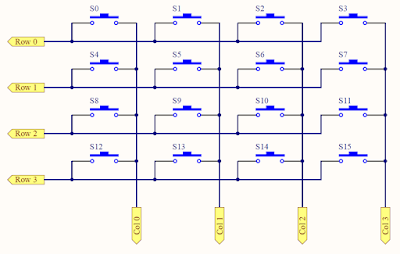 S0 S1 S2 S3
Row 0
S4 S5 S6 S7
Row 1
S8 S9 S10 S11
Row 2
S12 S13 S14 S15
Row 3
Col 0 Col 1 Col 2 Col 3